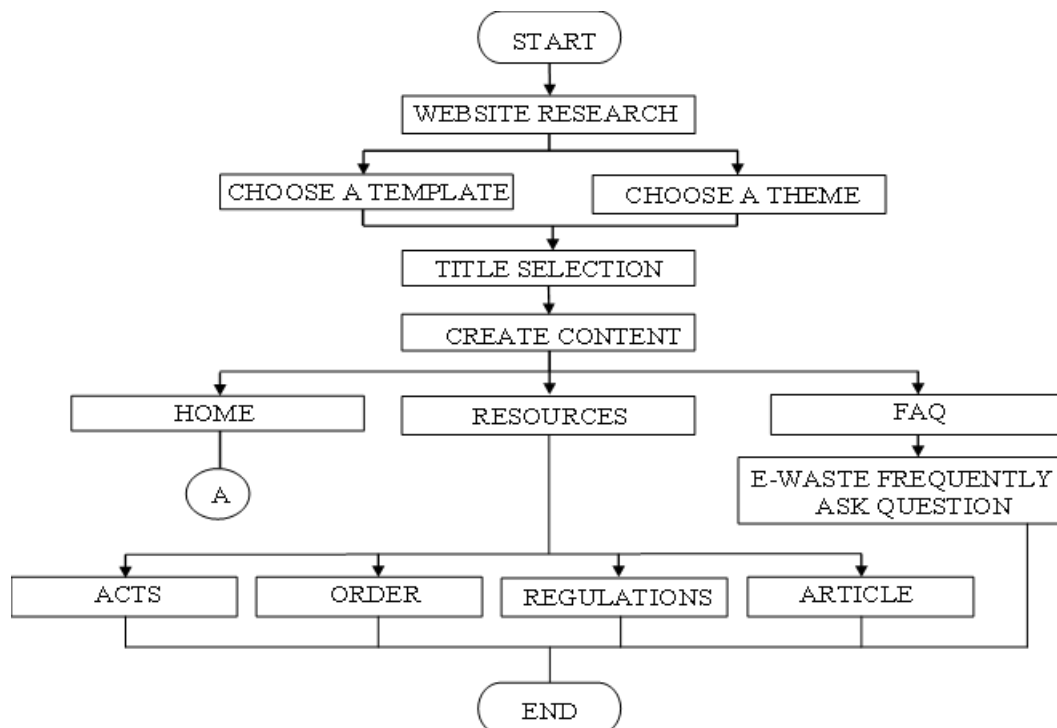 START
WEBSITE RESEARCH
CHOOSE A TEMPLATE
CHOOSE A THEME
TITLE SELECTION
CREATE CONTENT
HOME
RESOURCES
FAQ
A
E-WASTE FREQUENTLY
ASK QUESTION
ACTS
ORDER
REGULATIONS
ARTICLE
END